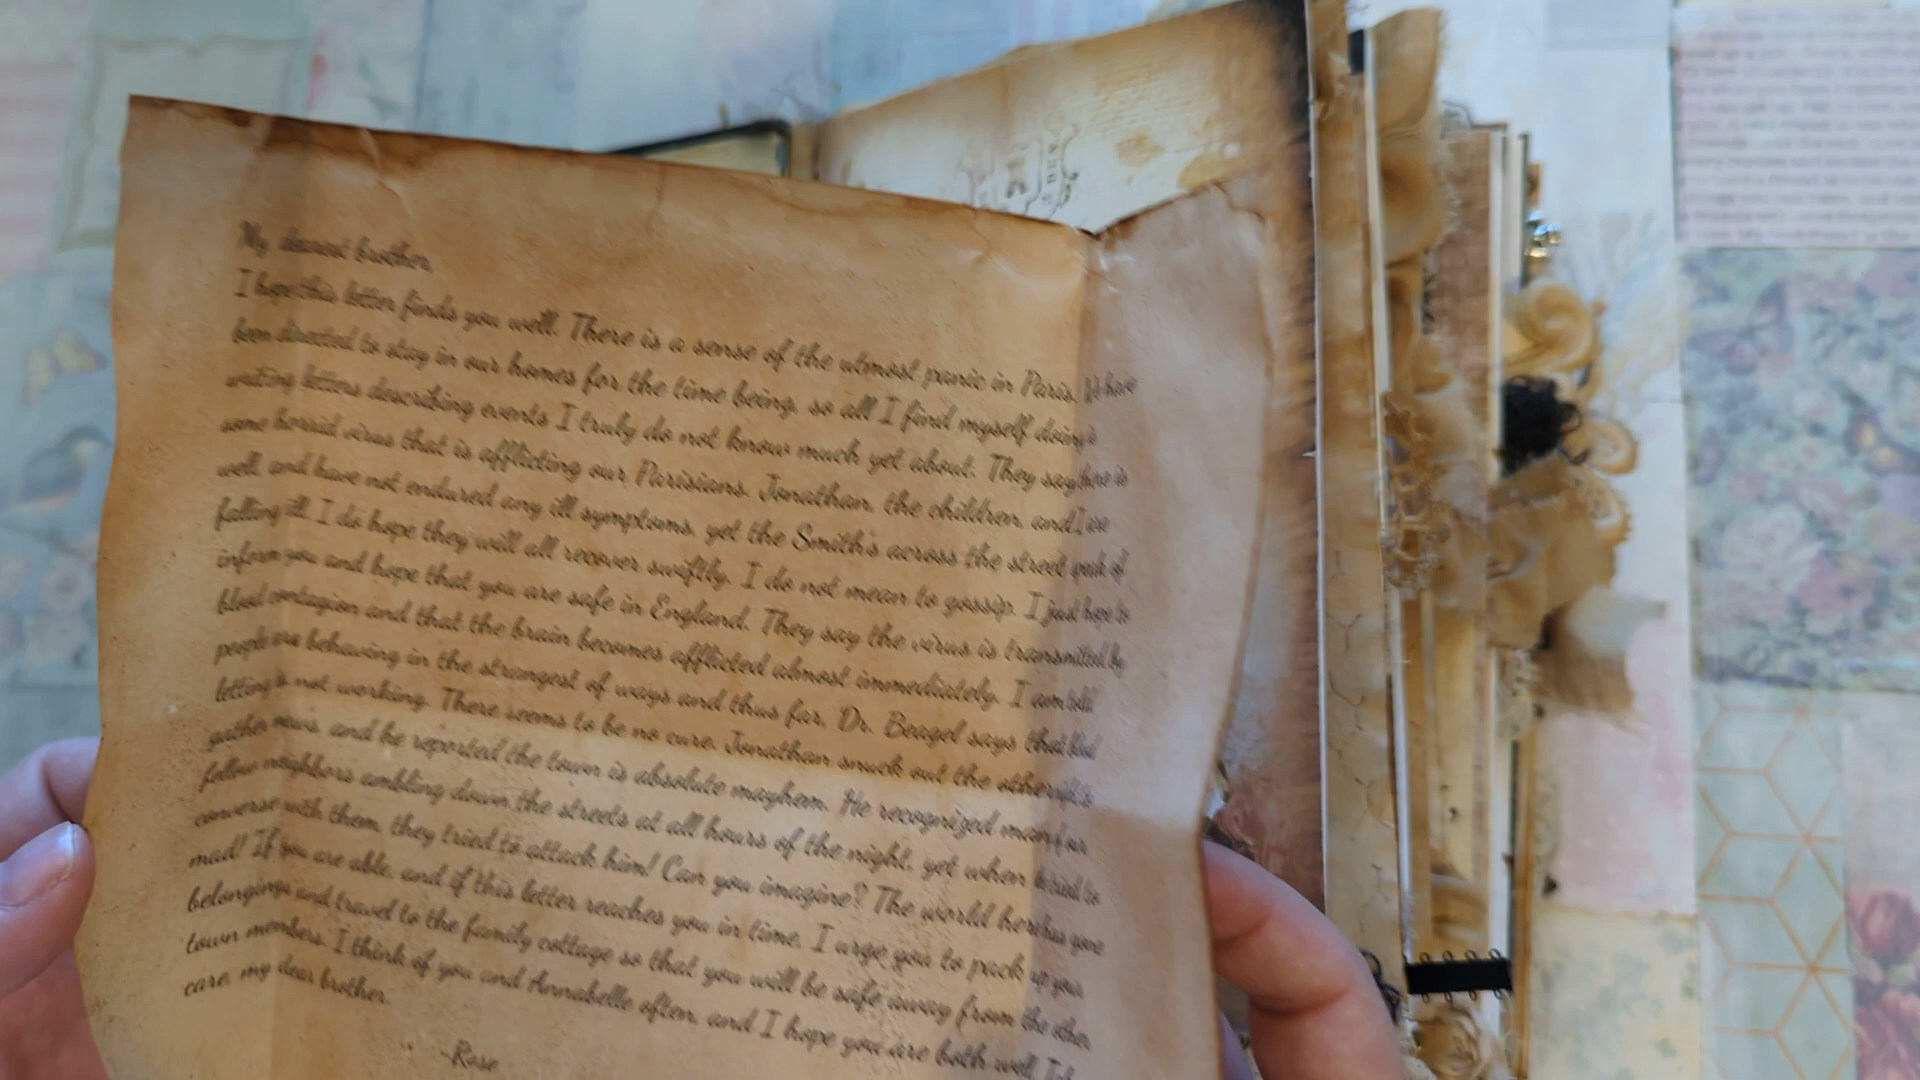 My dearest brother,
I hope this letter finds you well. There is a sense of the utmost panic in Paris. We have
been directed to stay in our homes for the time being, so all I find myself doing is
writing letters describing events I truly do not know much yet about. They say there is
some horrid virus that is afflicting our Parisians. Jonathan, the children, and I are
well and have not endured any ill symptoms, yet the Smith's across the street speak of
falling ill. I do hope they will all recover swiftly. I do not mean to gossip. I just hope to
inform you and hope that you are safe in England. They say the virus is transmitted by
blood contagion and that the brain becomes afflicted almost immediately. I am told
people are behaving in the strangest of ways and thus far, Dr. Beagel says that blood
letting is not working. There seems to be no cure. Jonathan snuck out the other night to
gather news, and he reported the town is absolute mayhem. He recognized many of our
fellow neighbors ambling down the streets at all hours of the night, yet when he tried to
converse with them, they tried to attack him! Can you imagine? The world here has gone
mad! If you are able, and if this letter reaches you in time, I urge you to pack up your
belongings and travel to the family cottage so that you will be safe away from the other
town members. I think of you and Annabelle often, and I hope you are both well.
care, my dear brother.
-Rose